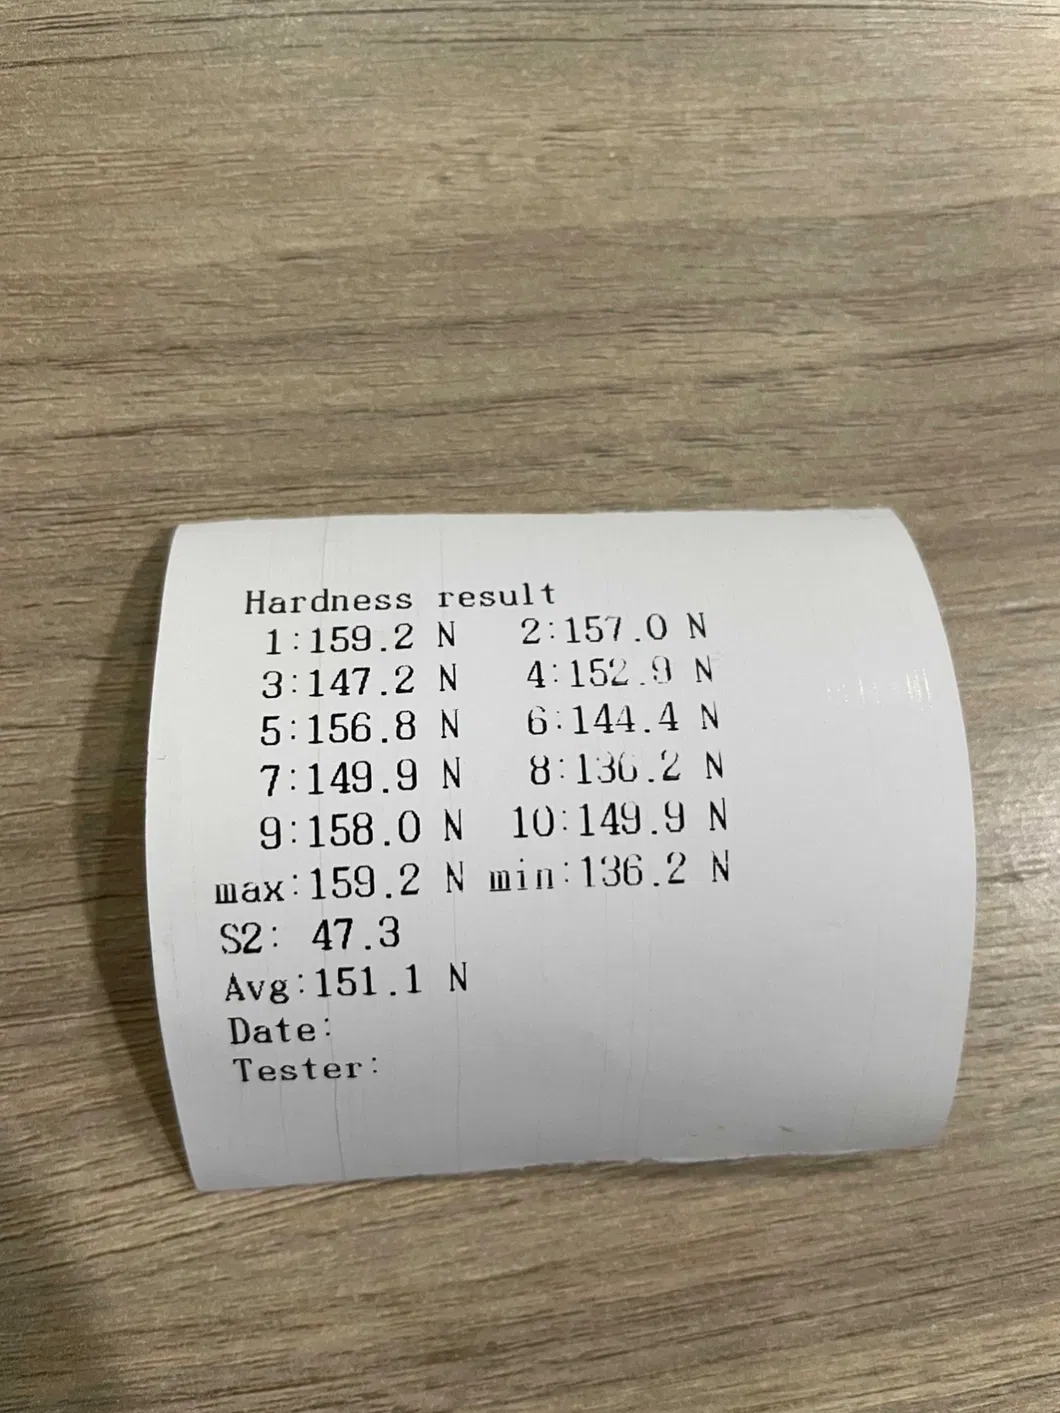 Hardness result
1:159.2 N 2:157.0 N
3:147.2 N 4:152.9 N
5:156.8 N 6:144.4 N
7:149.9 N 8:136.2 N
9:158.0 N 10:149.9 N
max:159.2 N min:136.2 N
S2: 47.3
Avg:151.1 N
Date:
Tester: